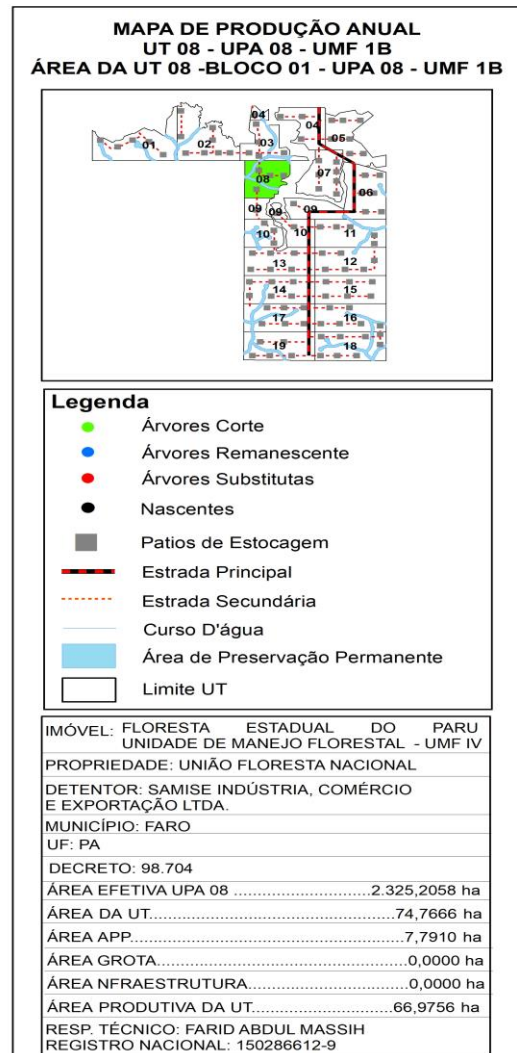 MAPA DE PRODUÇÃO ANUAL
UT 08 - UPA 08 - UMF 1B
ÁREA DA UT 08 -BLOCO 01 - UPA 08 - UMF 1B
04
04
05
03
01
02
07
08
06
09
09
09
10
10
11
13
12
14
15
17
16
19
18
Legenda
Árvores Corte
Árvores Remanescente
Árvores Substitutas
Nascentes
Patios de Estocagem
Estrada Principal
Estrada Secundária
Curso D'água
Área de Preservação Permanente
Limite UT
IMÓVEL: FLORESTA ESTADUAL DO PARU
UNIDADE DE MANEJO FLORESTAL - UMF IV
PROPRIEDADE: UNIÃO FLORESTA NACIONAL
DETENTOR: SAMISE INDÚSTRIA, COMÉRCIO
E EXPORTAÇÃO LTDA.
MUNICÍPIO: FARO
UF: PA
DECRETO: 98.704
ÁREA EFETIVA UPA 08 ..............................2.325,2058 ha
ÁREA DA UT.......................................74,7666 ha
ÁREA APP..........................................7,7910 ha
ÁREA GROTA........................................0,0000 ha
ÁREA NFRAESTRUTURA.........................0,0000 ha
ÁREA PRODUTIVA DA UT........................66,9756 ha
RESP. TÉCNICO: FARID ABDUL MASSIH
REGISTRO NACIONAL: 150286612-9